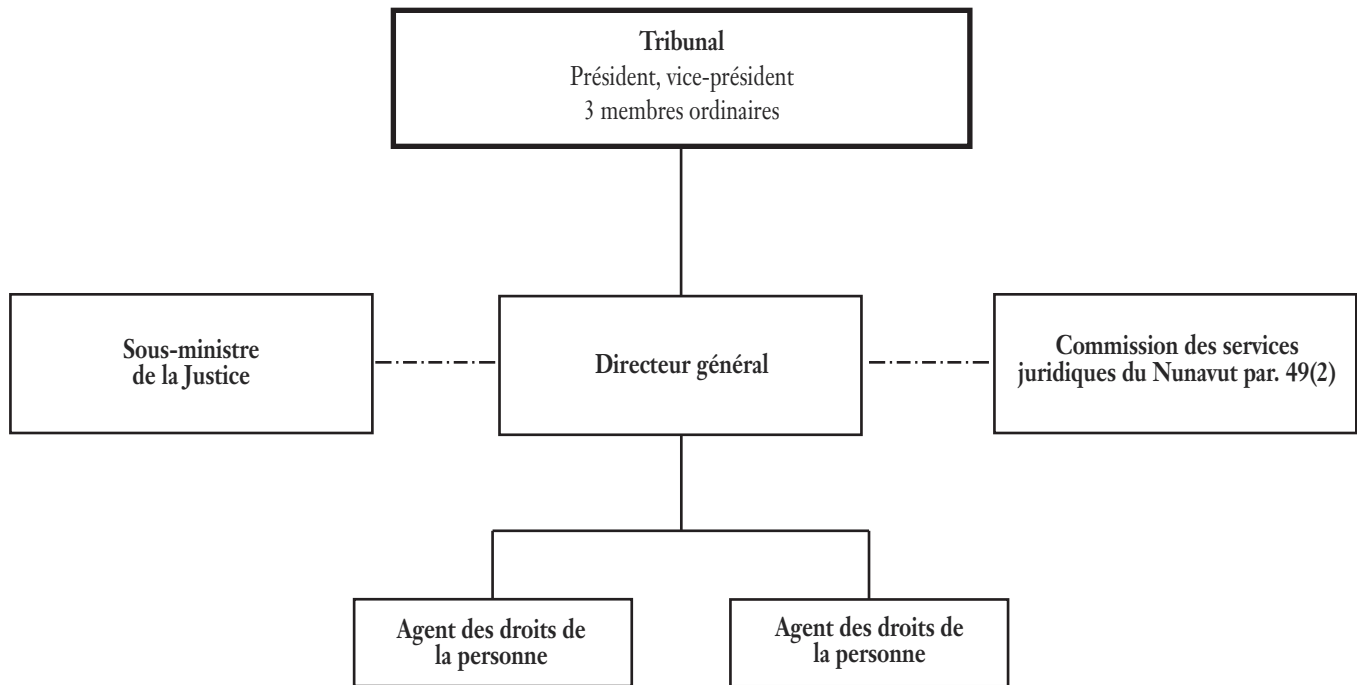 Tribunal
Président, vice-président
3 membres ordinaires
Sous-ministre
de la Justice
Directeur général
Commission des services
juridiques du Nunavut par. 49(2)
Agent des droits de
la personne
Agent des droits de
la personne